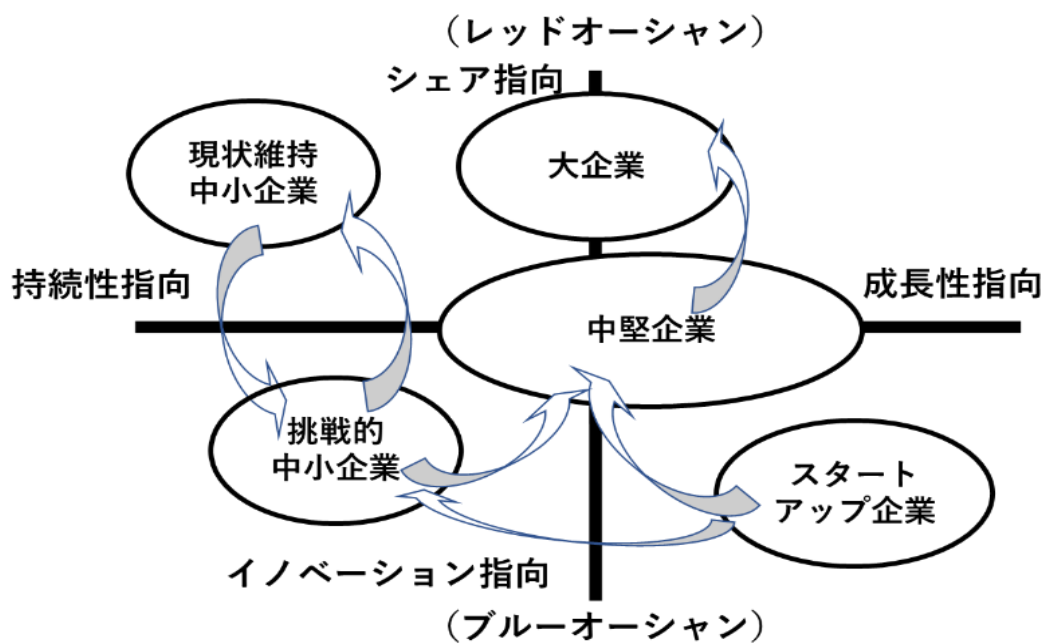 （レッドオーシャン）
シェア指向
現状維持
中小企業
大企業
持続性指向
成長性指向
中堅企業
挑戦的
中小企業
スタート
アップ企業
イノベーション指向
（ブルーオーシャン）